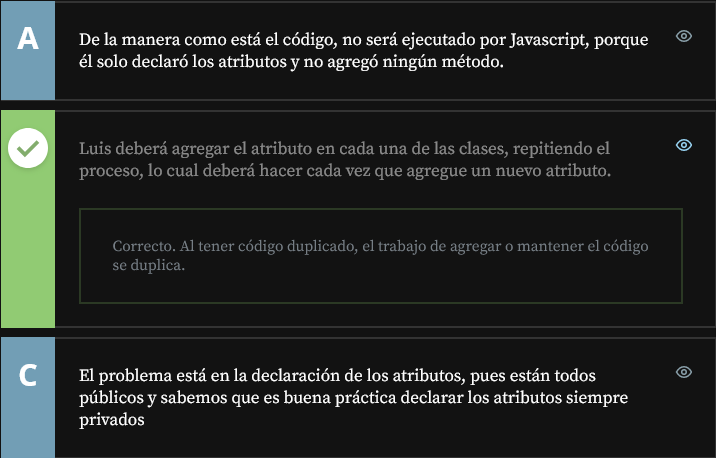 A
De la manera como está el código, no será ejecutado por Javascript, porque
él solo declaró los atributos y no agregó ningún método.
Luis deberá agregar el atributo en cada una de las clases, repitiendo el
proceso, lo cual deberá hacer cada vez que agregue un nuevo atributo.
Correcto. Al tener código duplicado, el trabajo de agregar o mantener el código
se duplica.
C
El problema está en la declaración de los atributos, pues están todos
públicos y sabemos que es buena práctica declarar los atributos siempre
privados